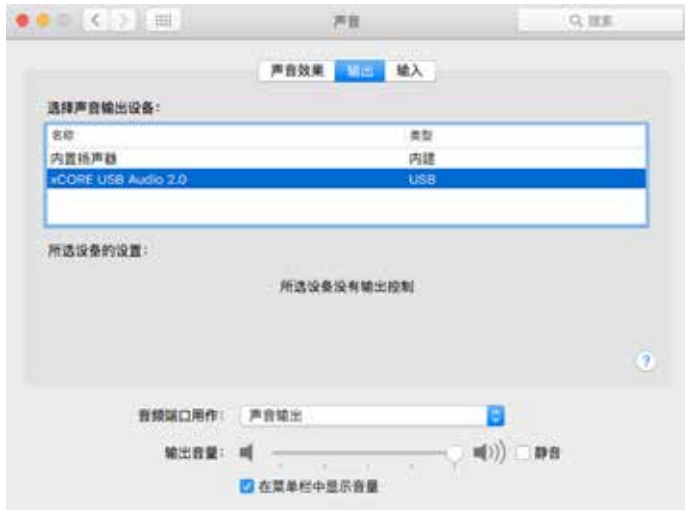 声音
搜索
声音效果 输出 输入
选择声音输出设备：
名称 类型
内置扬声器 内建
xCORE USB Audio 2.0 USB
所选设备的设置：
所选设备没有输出控制
?
音频端口用作： 声音输出
输出音量： 静音
在菜单栏中显示音量